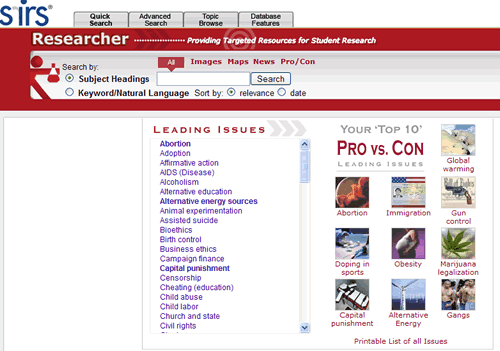 sirs®
Quick Search
Advanced Search
Topic Browse
Database Features
Researcher
Providing Targeted Resources for Student Research
Search by:
All Images Maps News Pro/Con
Subject Headings
Search
Keyword/Natural Language Sort by: relevance date
LEADING ISSUES
Abortion
Adoption
Affirmative action
AIDS (Disease)
Alcoholism
Alternative education
Alternative energy sources
Animal experimentation
Assisted suicide
Bioethics
Birth control
Business ethics
Campaign finance
Capital punishment
Censorship
Cheating (education)
Child abuse
Child labor
Church and state
Civil rights
YOUR 'TOP 10'
PRO VS. CON
LEADING ISSUES
Global warming
Abortion
Immigration
Gun control
Doping in sports
Obesity
Marijuana legalization
Capital punishment
Alternative Energy
Gangs
Printable List of all Issues